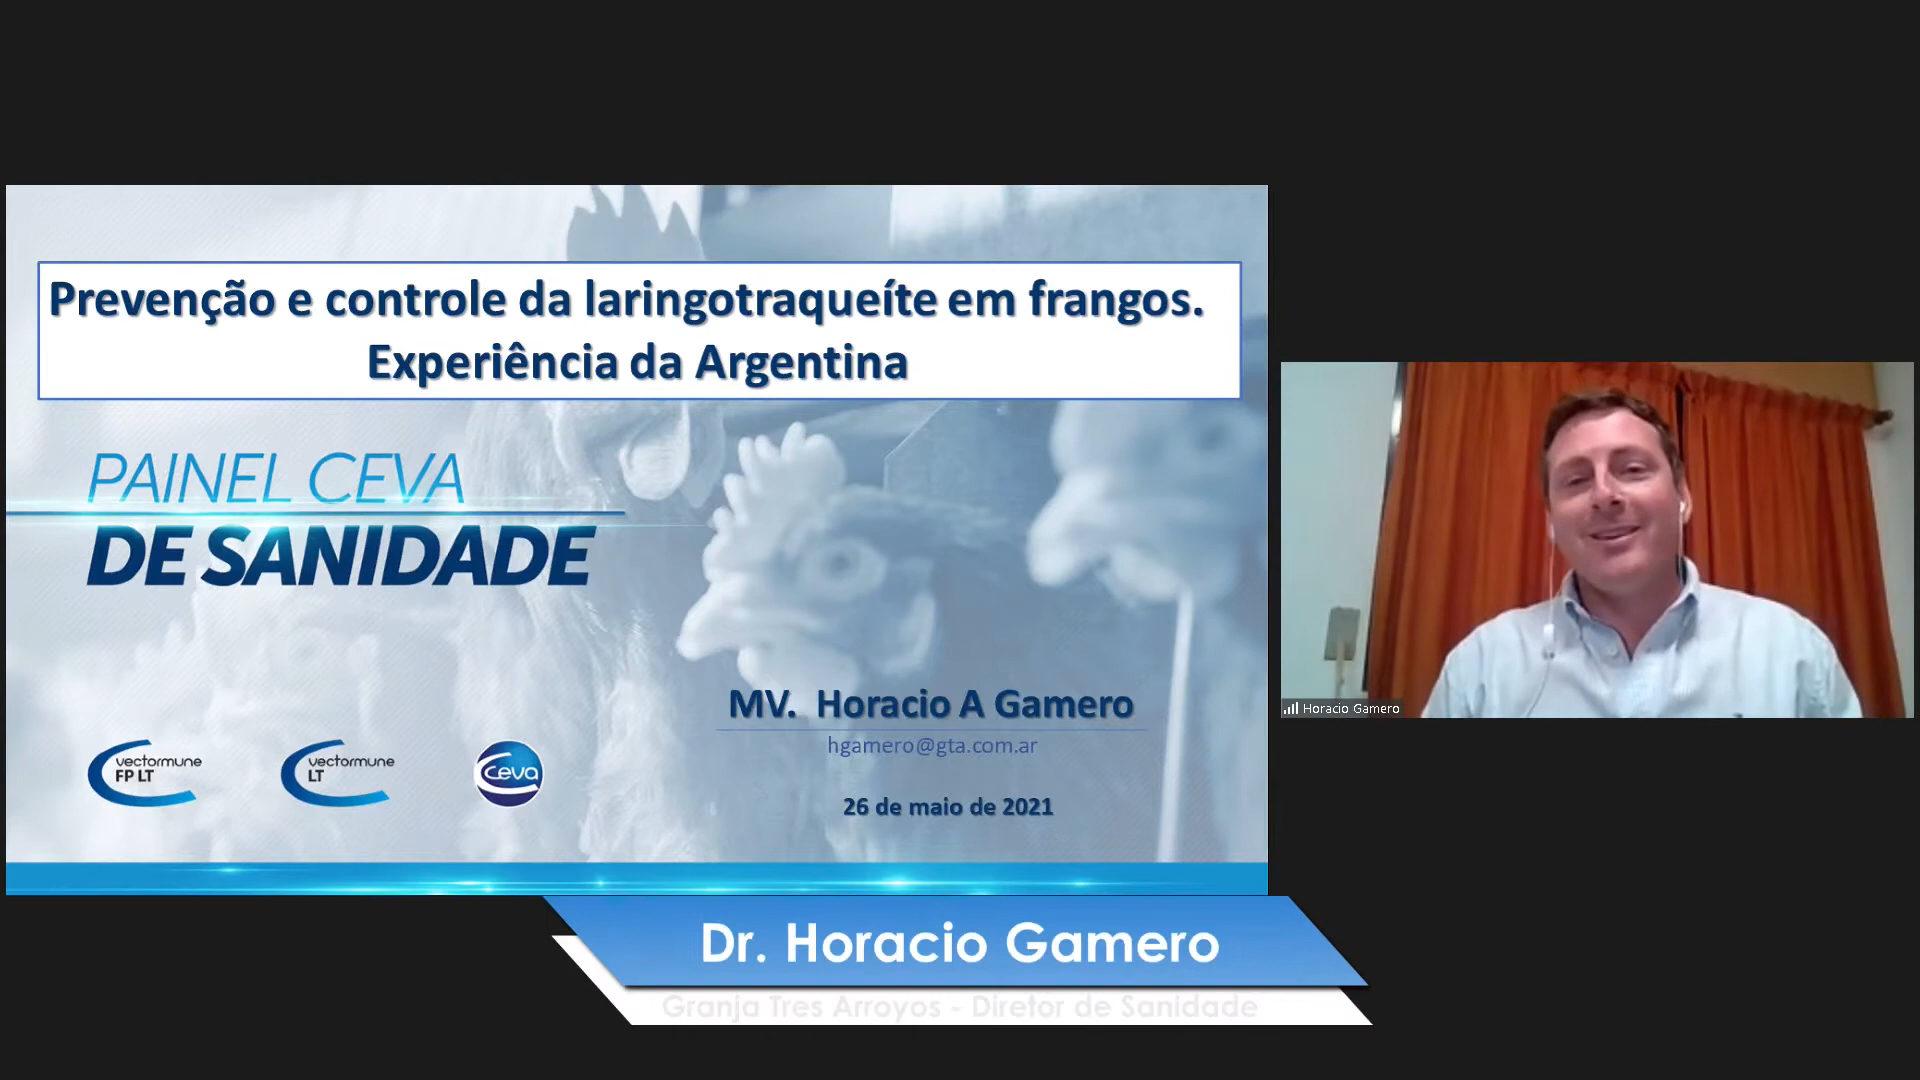 Prevenção e controle da laringotraqueíte em frangos.
Experiência da Argentina
PAINEL CEVA
DE SANIDADE
MV. Horacio A Gamero
hgamero@gta.com.ar
26 de maio de 2021
vectormune
FP LT
vectormune
LT
Ceva
Horacio Gamero
Dr. Horacio Gamero
Granja Tres Arroyos - Diretor de Sanidade